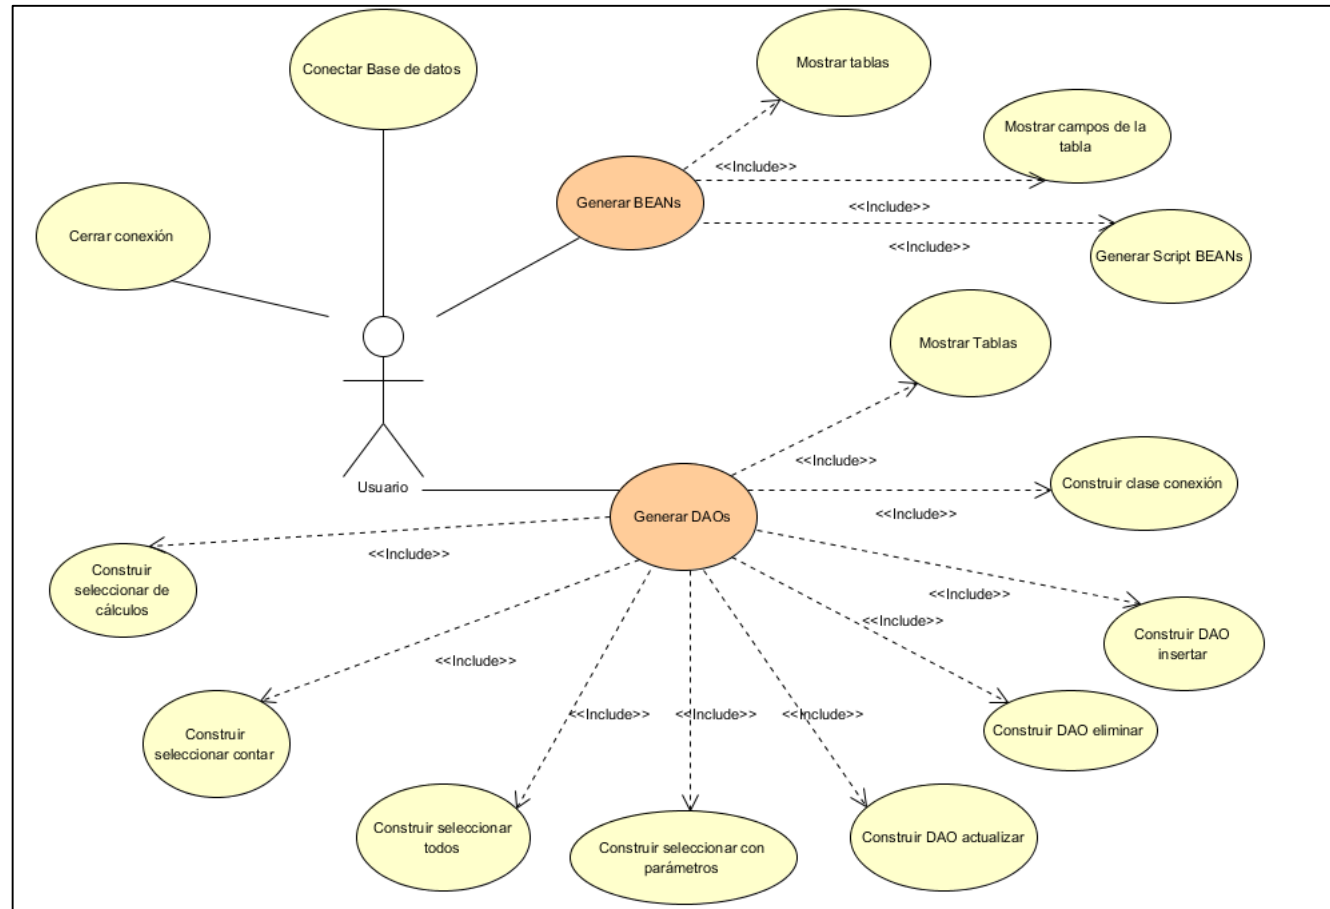 Conectar Base de datos
Mostrar tablas
Mostrar campos de la
tabla
<<Include>>
Generar BEANs
<<Include>>
Cerrar conexión
<<Include>>
Generar Script BEANs
Mostrar Tablas
<<Include>>
Usuario
Construir clase conexión
Generar DAOs
<<Include>>
<<Include>>
Construir
seleccionar de
cálculos
<<Include>>
<<Include>>
Construir DAO
insertar
<<Include>>
<<Include>>
<<Include>>
<<Include>>
Construir
seleccionar contar
Construir DAO eliminar
Construir seleccionar
todos
Construir seleccionar con
parámetros
Construir DAO actualizar